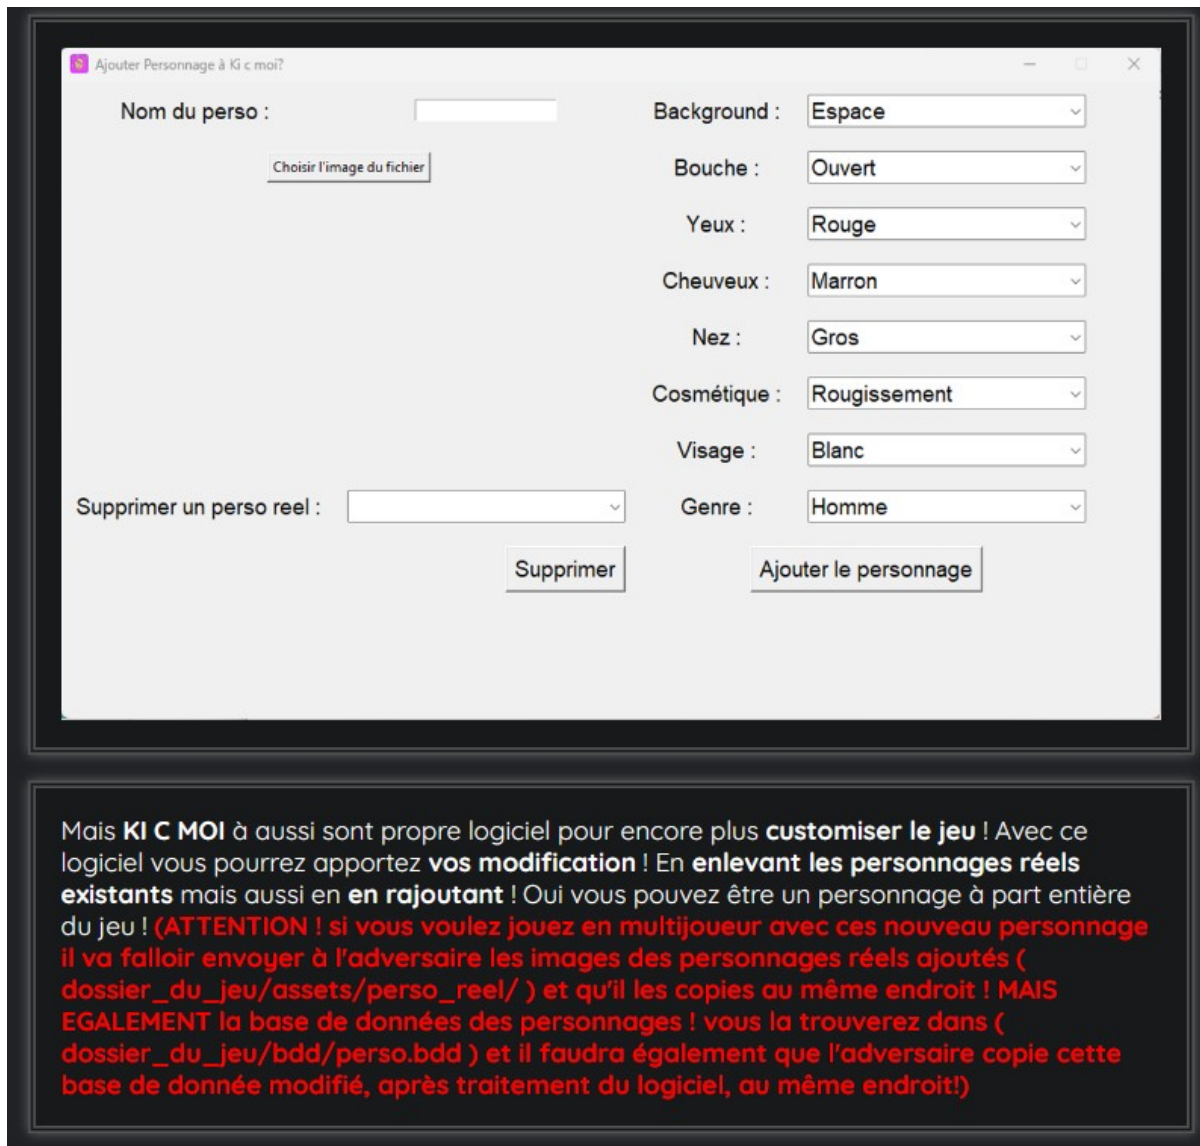 Ajouter Personnage à Ki c moi?
Nom du perso :
Choisir l'image du fichier
Background : Espace
Bouche : Ouvert
Yeux : Rouge
Cheuveux : Marron
Nez : Gros
Cosmétique : Rougissement
Visage : Blanc
Supprimer un perso reel :
Genre : Homme
Supprimer
Ajouter le personnage
Mais KI C MOI à aussi sont propre logiciel pour encore plus customiser le jeu ! Avec ce
logiciel vous pourrez apportez vos modification ! En enlevant les personnages réels
existants mais aussi en en rajoutant ! Oui vous pouvez être un personnage à part entière
du jeu ! (ATTENTION ! si vous voulez jouez en multijoueur avec ces nouveau personnage
il va falloir envoyer à l'adversaire les images des personnages réels ajoutés (
dossier_du_jeu/assets/perso_reel/ ) et qu'il les copies au même endroit ! MAIS
EGALEMENT la base de données des personnages ! vous la trouverez dans (
dossier_du_jeu/bdd/perso.bdd ) et il faudra également que l'adversaire copie cette
base de donnée modifié, après traitement du logiciel, au même endroit!)